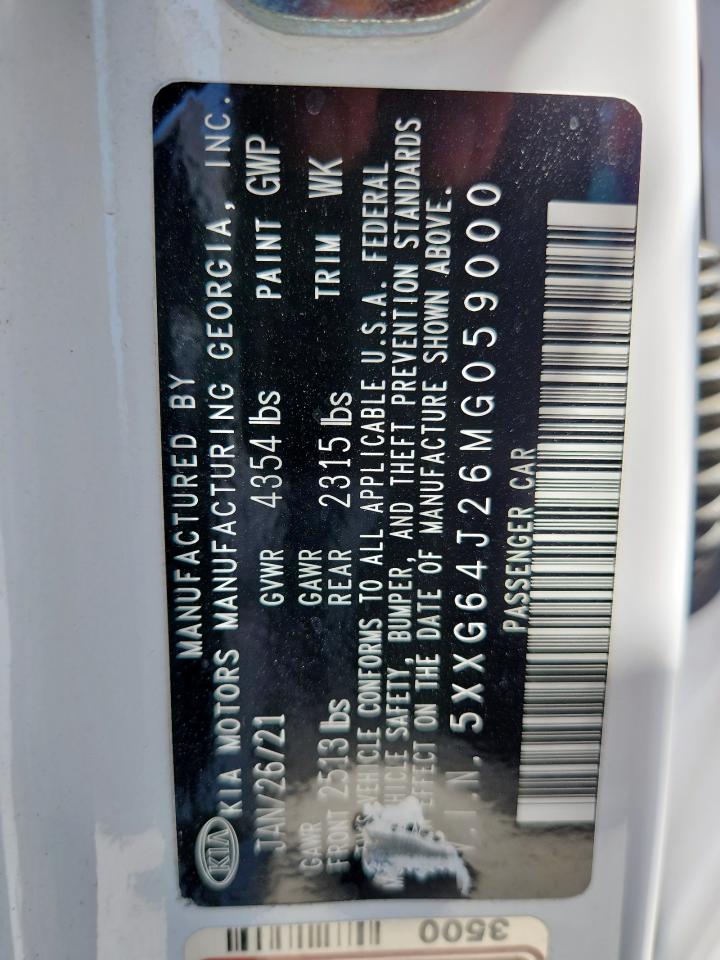 MANUFACTURED BY
KIA KIA MOTORS MANUFACTURING GEORGIA, INC.
JAN/26/21 GVWR 4354 lbs PAINT GWP
GAWR GAWR
FRONT 2513 lbs REAR 2315 lbs TRIM WK
VEHICLE CONFORMS TO ALL APPLICABLE U.S.A. FEDERAL
VEHICLE SAFETY, BUMPER, AND THEFT PREVENTION STANDARDS
EFFECT ON THE DATE OF MANUFACTURE SHOWN ABOVE.
V.I.N. 5XXG64J26MG059000
PASSENGER CAR
3500